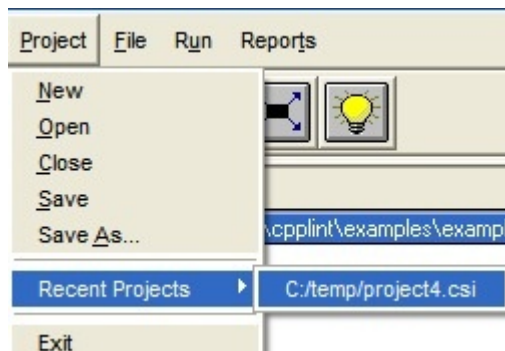 Project File Run Reports
New
Open
Close
Save
Save As...
\cpplint\examples\examp
Recent Projects C:/temp/project4.csi
Exit